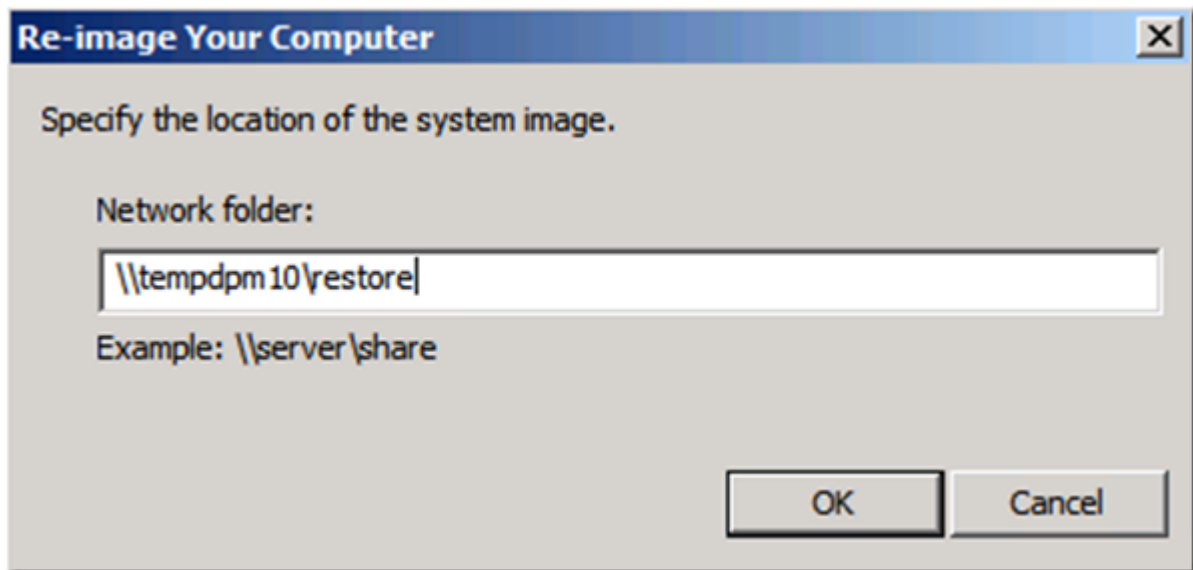 Re-image Your Computer
Specify the location of the system image.
Network folder:
\\tempdpm10\restore
Example: \\server\share
OK Cancel